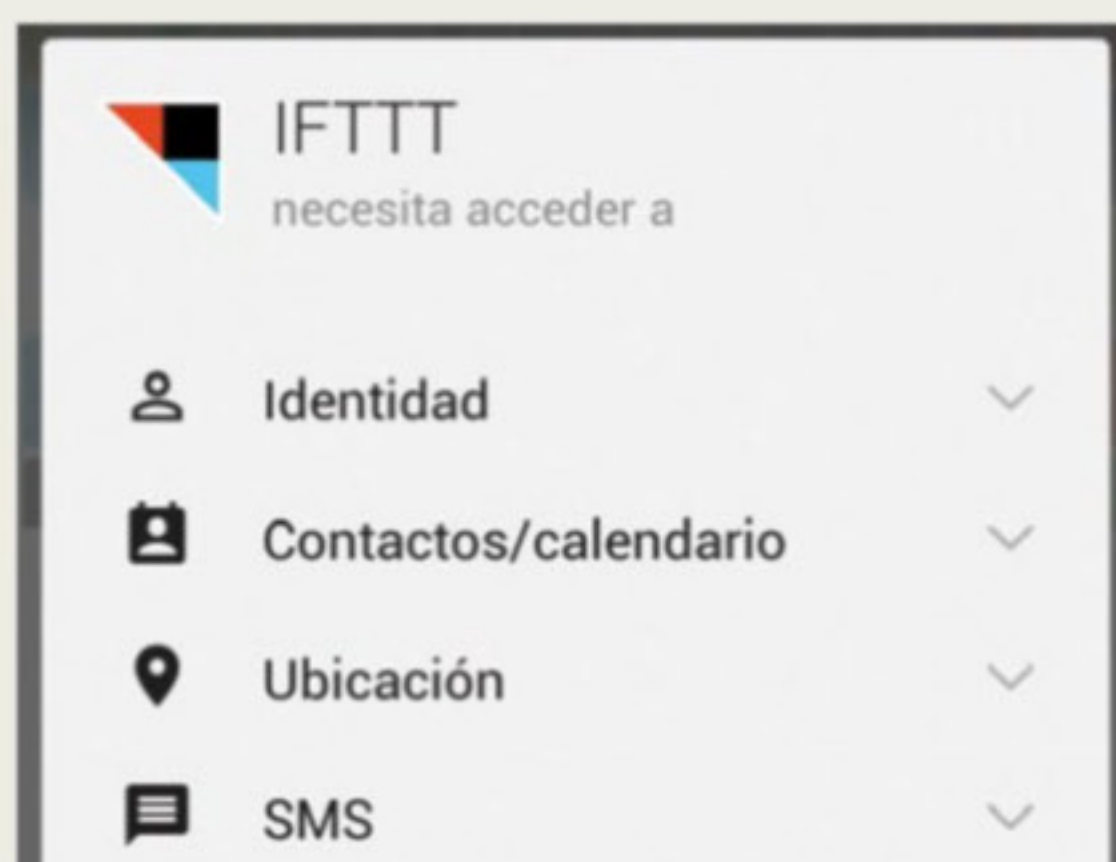 IFTTT
necesita acceder a
Identidad
Contactos/calendario
Ubicación
SMS